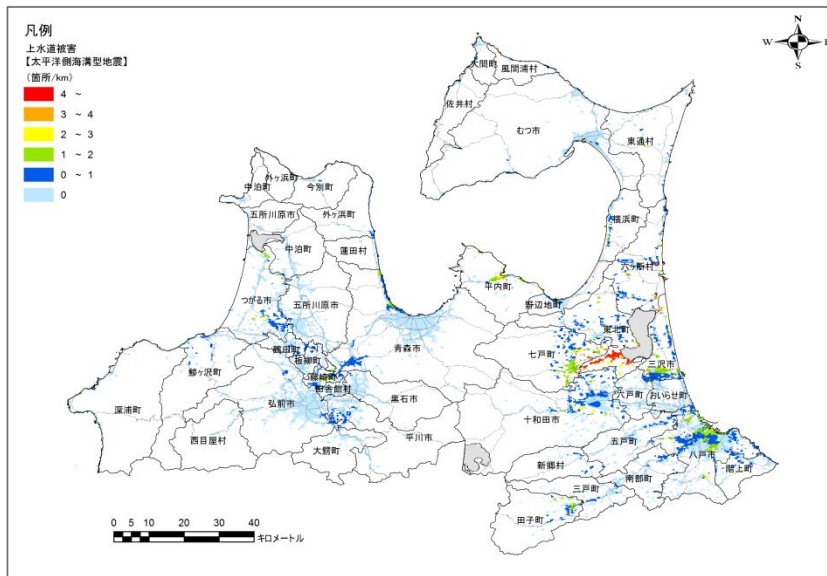 凡例
上水道被害
【太平洋側海溝型地震】
(箇所/km)
4 ~
3 ~ 4
2 ~ 3
1 ~ 2
0 ~ 1
0
N
W
E
S
大間町
風間浦村
佐井村
むつ市
東通村
外ヶ浜町
中泊町
今別町
五所川原市
外ヶ浜町
横浜町
中泊町
蓬田村
六ヶ所村
平内町
つがる市
野辺地町
五所川原市
東北町
青森市
七戸町
鶴田町
板柳町
三沢市
鰺ヶ沢町
藤崎町
田舎館村
六戸町
おいらせ町
黒石市
深浦町
弘前市
十和田市
平川市
五戸町
西目屋村
八戸市
大鰐町
新郷村
階上町
南部町
三戸町
田子町
0 5 10 20 30 40
キロメートル